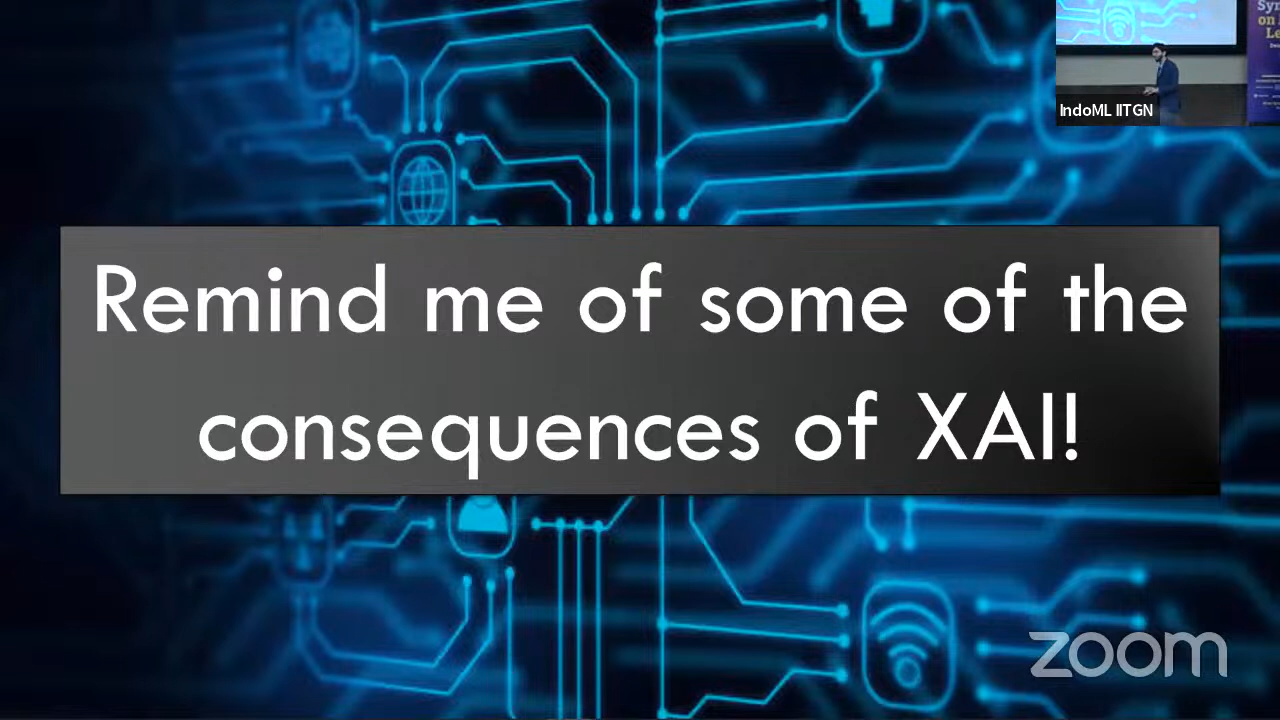 Remind me of some of the
consequences of XAI!
IndoML IITGN
zoom